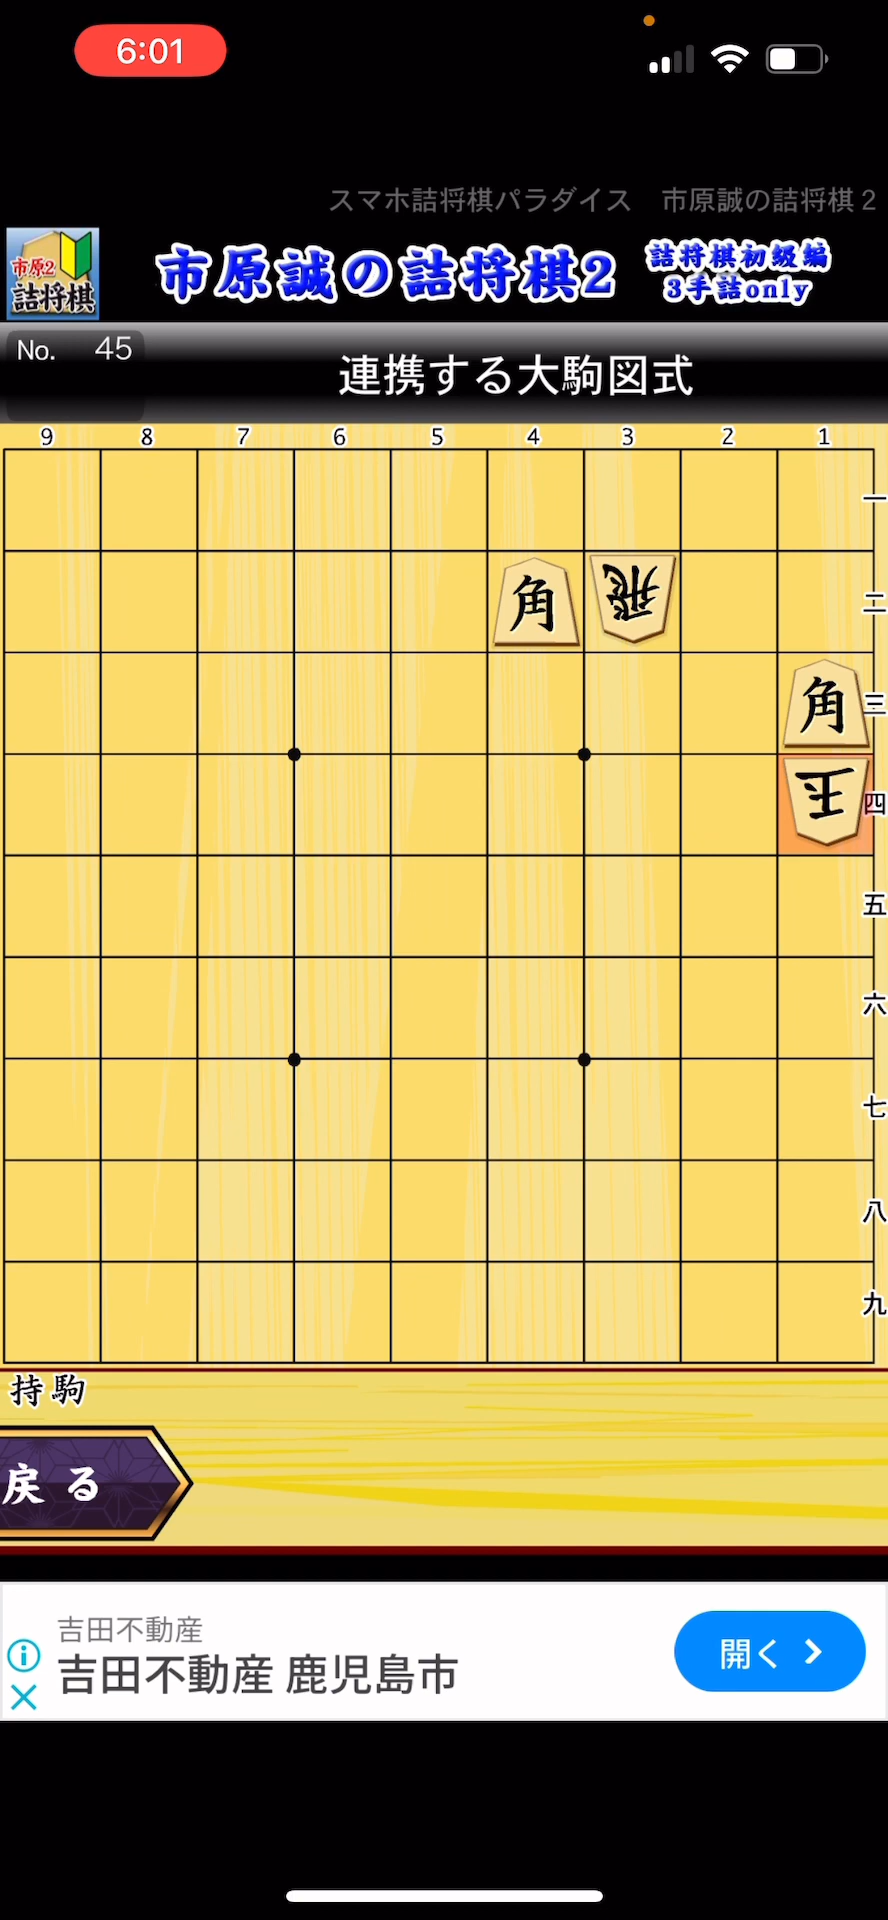 6:01
スマホ詰将棋パラダイス　市原誠の詰将棋２
市原2
詰将棋
市原誠の詰将棋2
詰将棋初級編
3手詰only
No. 45
連携する大駒図式
9 8 7 6 5 4 3 2 1
一
角 飛 二
角 三
王 四
五
六
七
八
九
持駒
戻る
吉田不動産
吉田不動産 鹿児島市
開く